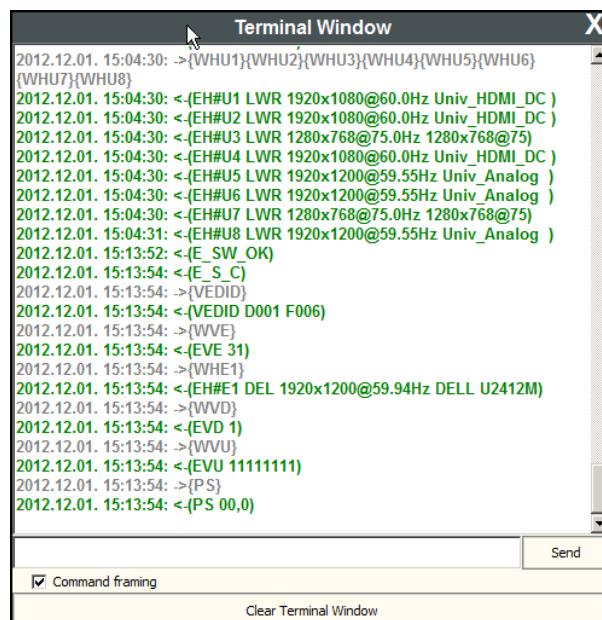 Terminal Window
X
2012.12.01. 15:04:30: ->{WHU1}{WHU2}{WHU3}{WHU4}{WHU5}{WHU6}
{WHU7}{WHU8}
2012.12.01. 15:04:30: <-(EH#U1 LWR 1920x1080@60.0Hz Univ_HDMI_DC )
2012.12.01. 15:04:30: <-(EH#U2 LWR 1920x1080@60.0Hz Univ_HDMI_DC )
2012.12.01. 15:04:30: <-(EH#U3 LWR 1280x768@75.0Hz 1280x768@75)
2012.12.01. 15:04:30: <-(EH#U4 LWR 1920x1080@60.0Hz Univ_HDMI_DC )
2012.12.01. 15:04:30: <-(EH#U5 LWR 1920x1200@59.55Hz Univ_Analog  )
2012.12.01. 15:04:30: <-(EH#U6 LWR 1920x1200@59.55Hz Univ_Analog  )
2012.12.01. 15:04:30: <-(EH#U7 LWR 1280x768@75.0Hz 1280x768@75)
2012.12.01. 15:04:31: <-(EH#U8 LWR 1920x1200@59.55Hz Univ_Analog  )
2012.12.01. 15:13:52: <-(E_SW_OK)
2012.12.01. 15:13:54: <-(E_S_C)
2012.12.01. 15:13:54: ->{VEDID}
2012.12.01. 15:13:54: <-(VEDID D001 F006)
2012.12.01. 15:13:54: ->{WVE}
2012.12.01. 15:13:54: <-(EVE 31)
2012.12.01. 15:13:54: ->{WHE1}
2012.12.01. 15:13:54: <-(EH#E1 DEL 1920x1200@59.94Hz DELL U2412M)
2012.12.01. 15:13:54: ->{WVD}
2012.12.01. 15:13:54: <-(EVD 1)
2012.12.01. 15:13:54: ->{WVU}
2012.12.01. 15:13:54: <-(EVU 11111111)
2012.12.01. 15:13:54: ->{PS}
2012.12.01. 15:13:54: <-(PS 00,0)
Send
Command framing
Clear Terminal Window